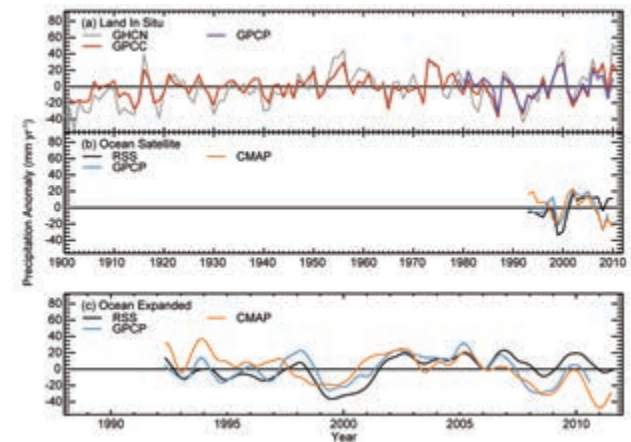 (a) Land In Situ
GHCN GPCP
GPCC
80
60
40
20
0
-20
-40
Precipitation Anomaly (mm yr⁻¹)
(b) Ocean Satellite
RSS CMAP
GPCP
80
60
40
20
0
-20
-40
1900 1910 1920 1930 1940 1950 1960 1970 1980 1990 2000 2010
(c) Ocean Expanded
RSS CMAP
GPCP
80
60
40
20
0
-20
-40
1990 1995 2000 2005 2010
Year